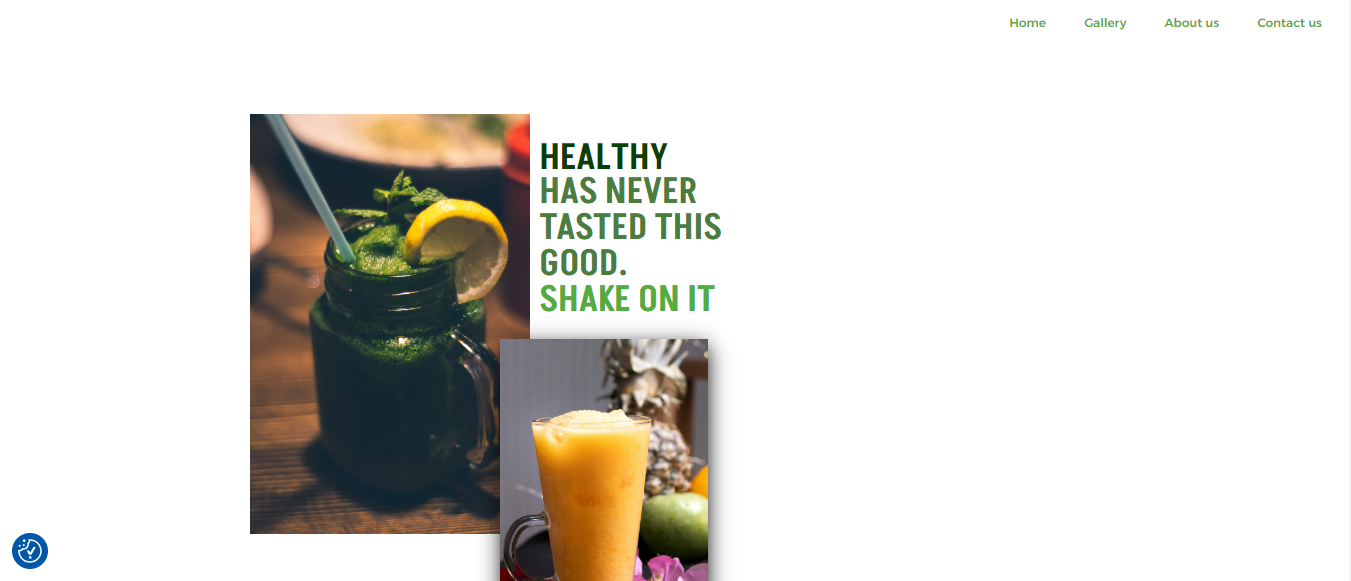 Home Gallery About us Contact us
HEALTHY
HAS NEVER
TASTED THIS
GOOD.
SHAKE ON IT